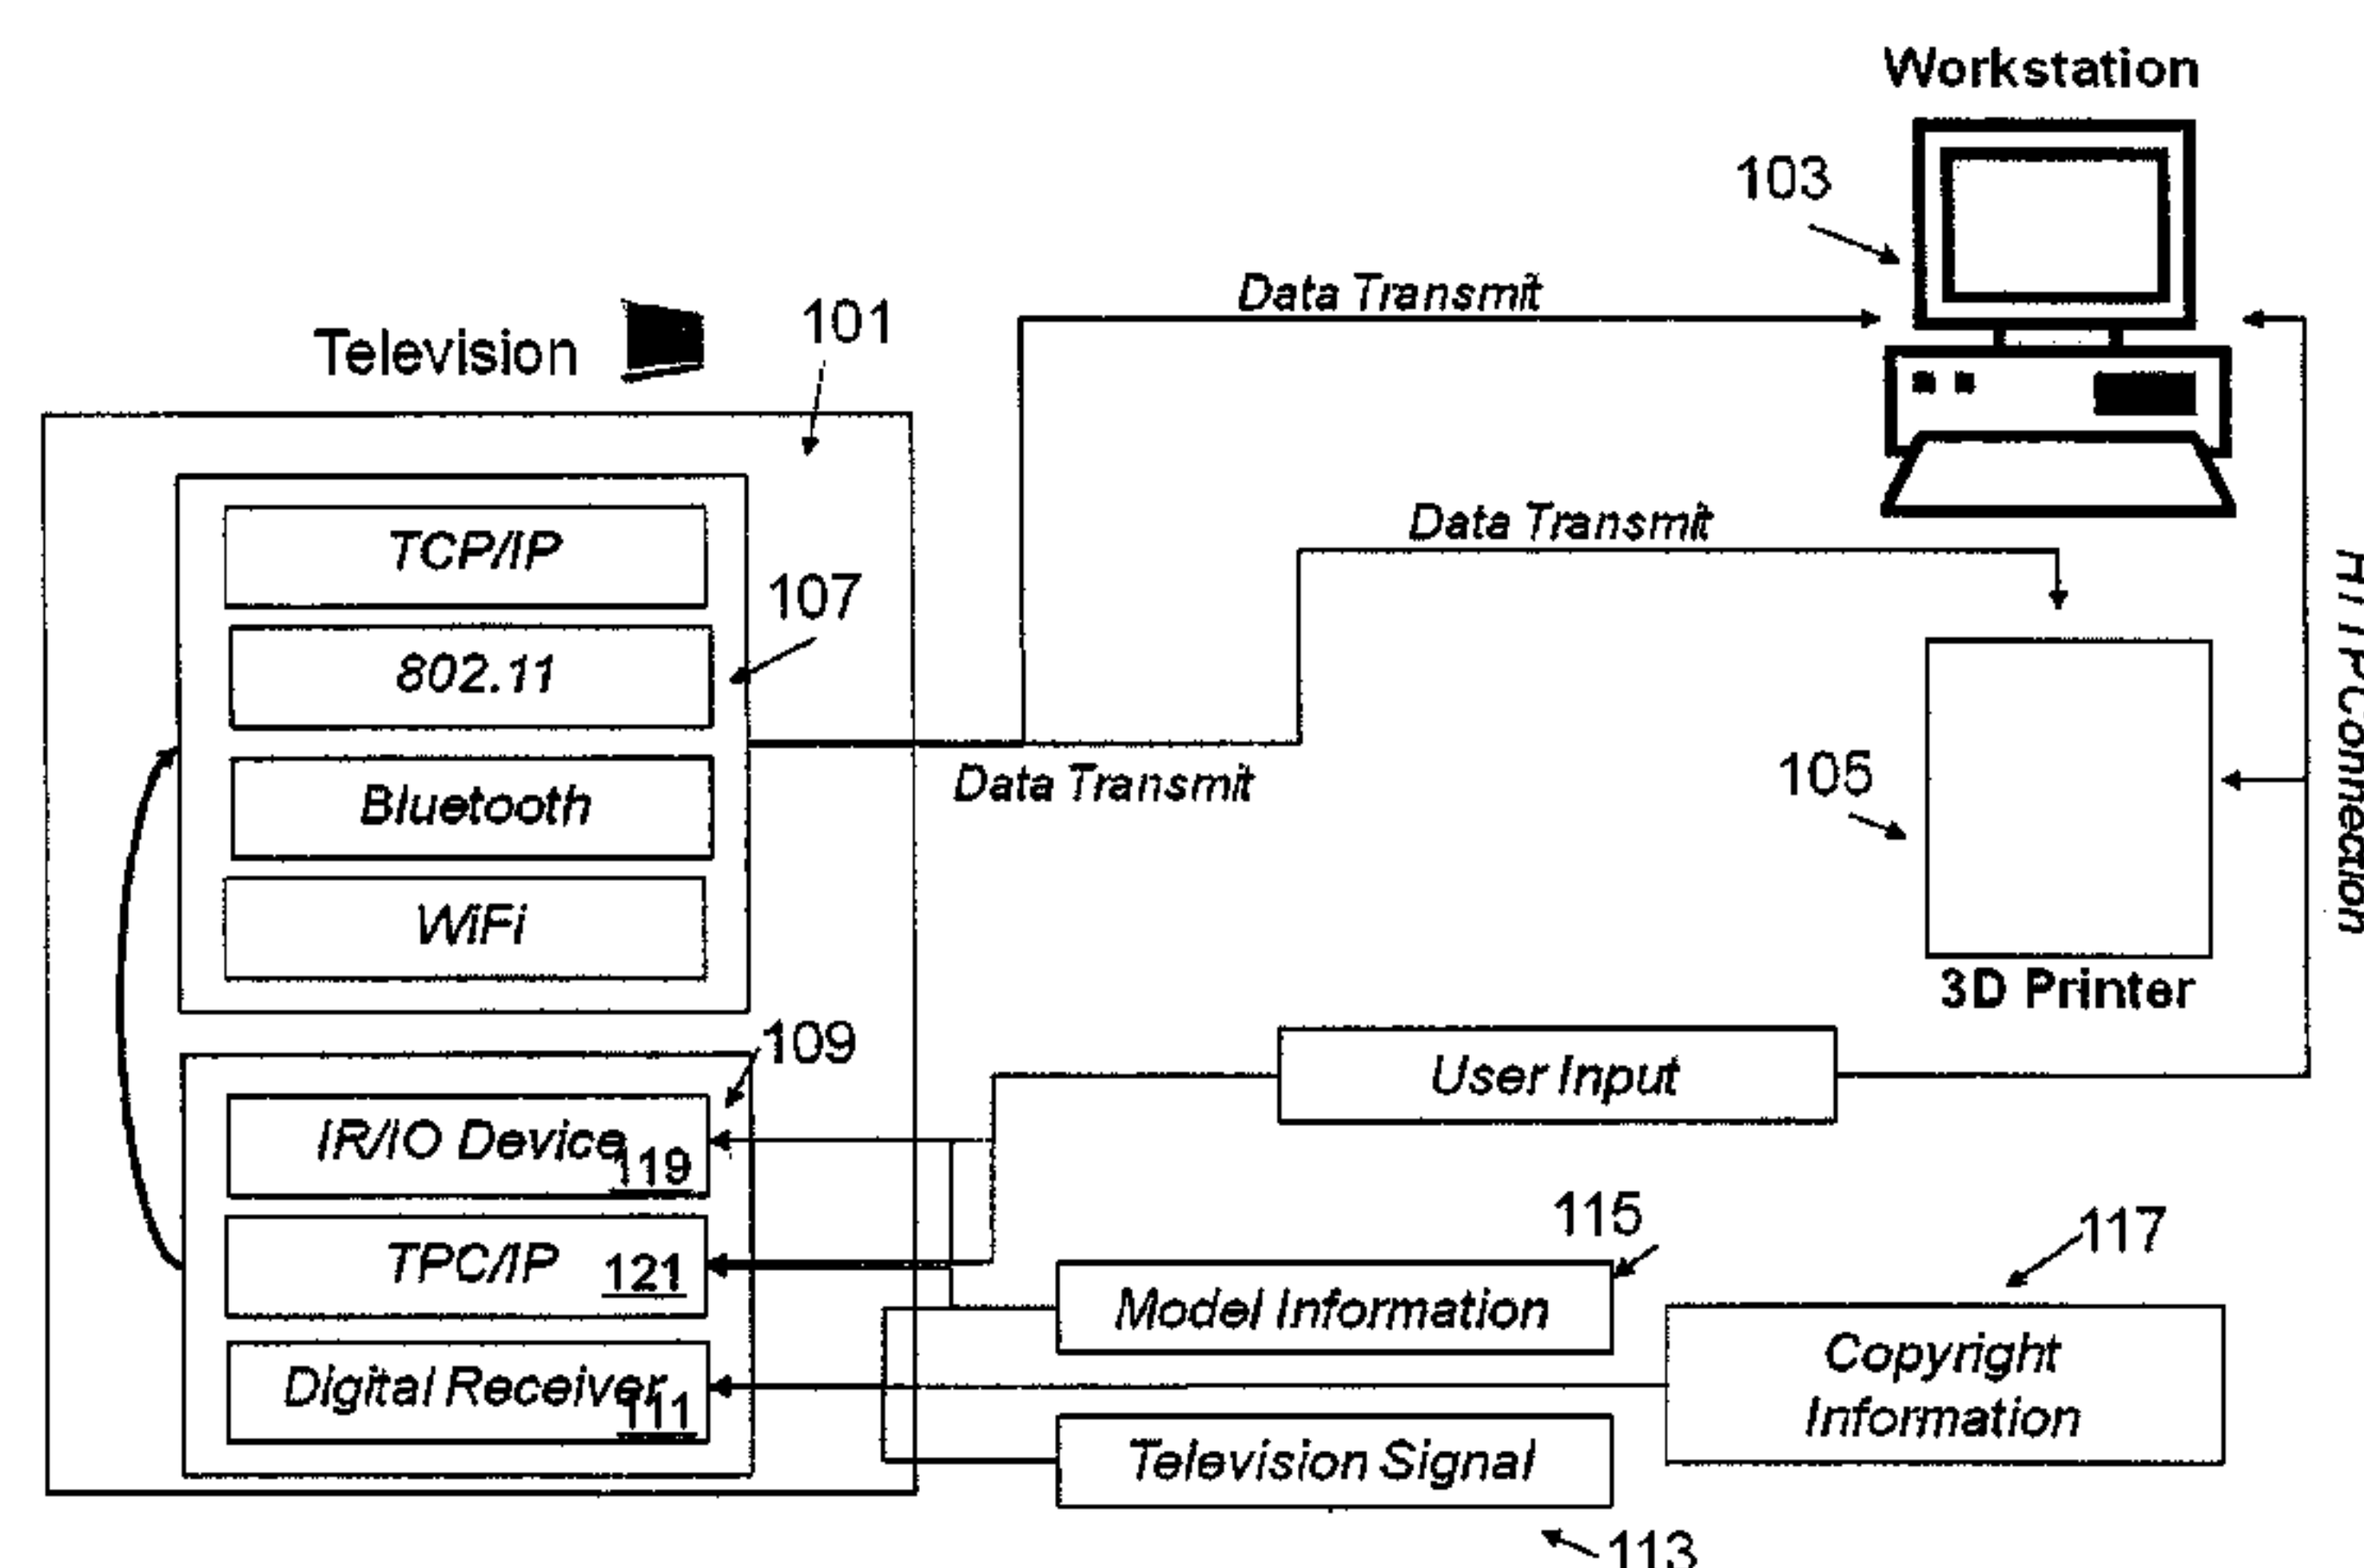 Workstation
103
Data Transmit
Television
101
TCP/IP
802.11
Bluetooth
WiFi
107
Data Transmit
Data Transmit
105
3D Printer
109
IR/IO Device
119
TPC/IP
121
Digital Receiver
111
User Input
115
Model Information
117
Copyright
Information
Television Signal
113
Connection